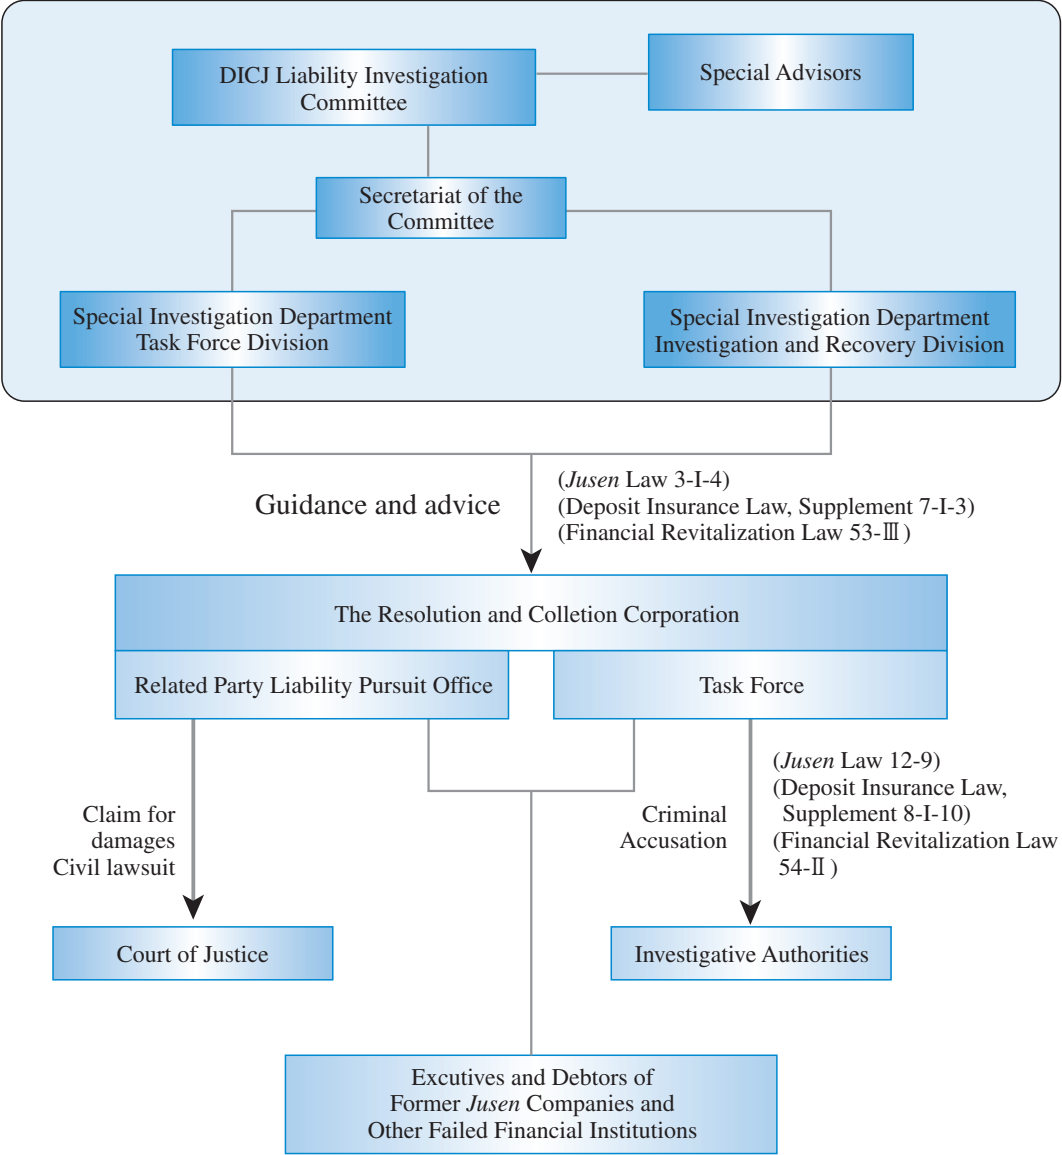 DICJ Liability Investigation
Committee
Special Advisors
Secretariat of the
Committee
Special Investigation Department
Task Force Division
Special Investigation Department
Investigation and Recovery Division
Guidance and advice
(Jusen Law 3-I-4)
(Deposit Insurance Law, Supplement 7-I-3)
(Financial Revitalization Law 53-Ⅲ)
The Resolution and Colletion Corporation
Related Party Liability Pursuit Office
Task Force
Claim for
damages
Civil lawsuit
Criminal
Accusation
(Jusen Law 12-9)
(Deposit Insurance Law,
Supplement 8-I-10)
(Financial Revitalization Law
54-Ⅱ)
Court of Justice
Investigative Authorities
Excutives and Debtors of
Former Jusen Companies and
Other Failed Financial Institutions